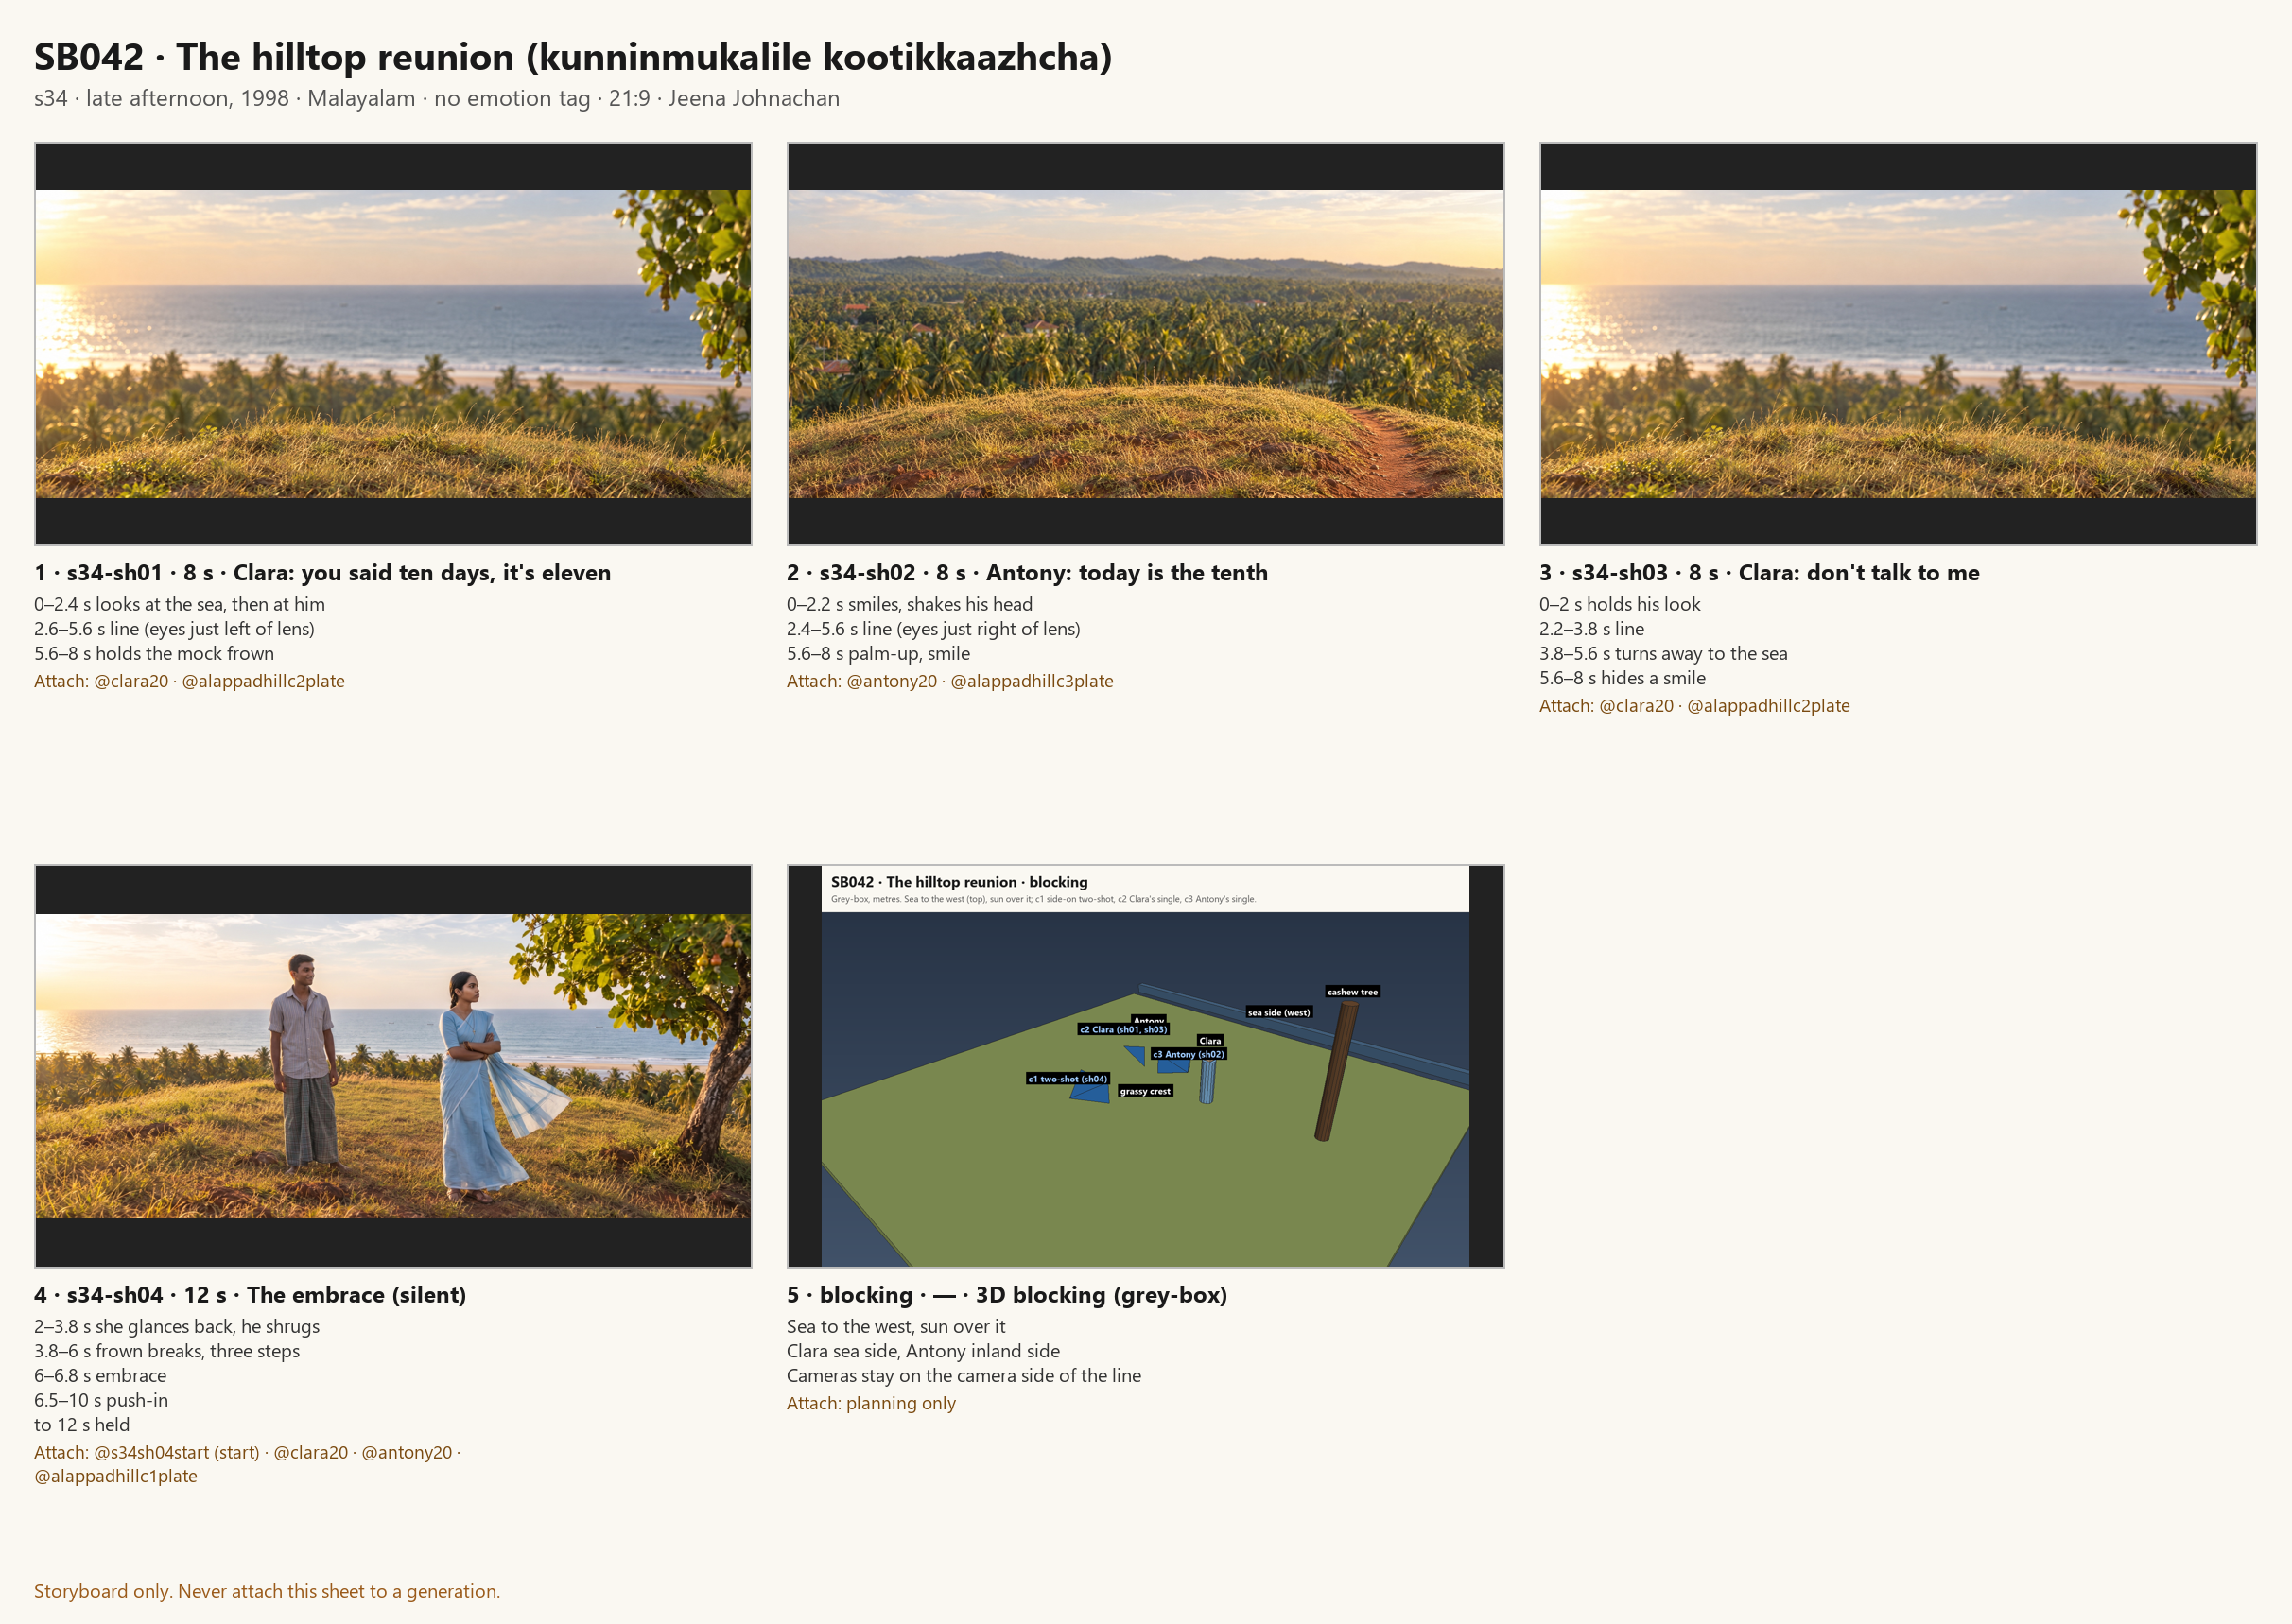 SB042 · The hilltop reunion (kunninmukalile kootikkaazhcha)
s34 · late afternoon, 1998 · Malayalam · no emotion tag · 21:9 · Jeena Johnachan
1 · s34-sh01 · 8 s · Clara: you said ten days, it's eleven
0–2.4 s looks at the sea, then at him
2.6–5.6 s line (eyes just left of lens)
5.6–8 s holds the mock frown
Attach: @clara20 · @alappadhillc2plate
2 · s34-sh02 · 8 s · Antony: today is the tenth
0–2.2 s smiles, shakes his head
2.4–5.6 s line (eyes just right of lens)
5.6–8 s palm-up, smile
Attach: @antony20 · @alappadhillc3plate
3 · s34-sh03 · 8 s · Clara: don't talk to me
0–2 s holds his look
2.2–3.8 s line
3.8–5.6 s turns away to the sea
5.6–8 s hides a smile
Attach: @clara20 · @alappadhillc2plate
4 · s34-sh04 · 12 s · The embrace (silent)
2–3.8 s she glances back, he shrugs
3.8–6 s frown breaks, three steps
6–6.8 s embrace
6.5–10 s push-in
to 12 s held
Attach: @s34sh04start (start) · @clara20 · @antony20 ·
@alappadhillc1plate
SB042 · The hilltop reunion · blocking
Grey-box, metres. Sea to the west (top), sun over it; c1 side-on two-shot, c2 Clara's single, c3 Antony's single.
cashew tree
sea side (west)
Antony
c2 Clara (sh01, sh03)
Clara
c3 Antony (sh02)
c1 two-shot (sh04)
grassy crest
5 · blocking · — · 3D blocking (grey-box)
Sea to the west, sun over it
Clara sea side, Antony inland side
Cameras stay on the camera side of the line
Attach: planning only
Storyboard only. Never attach this sheet to a generation.